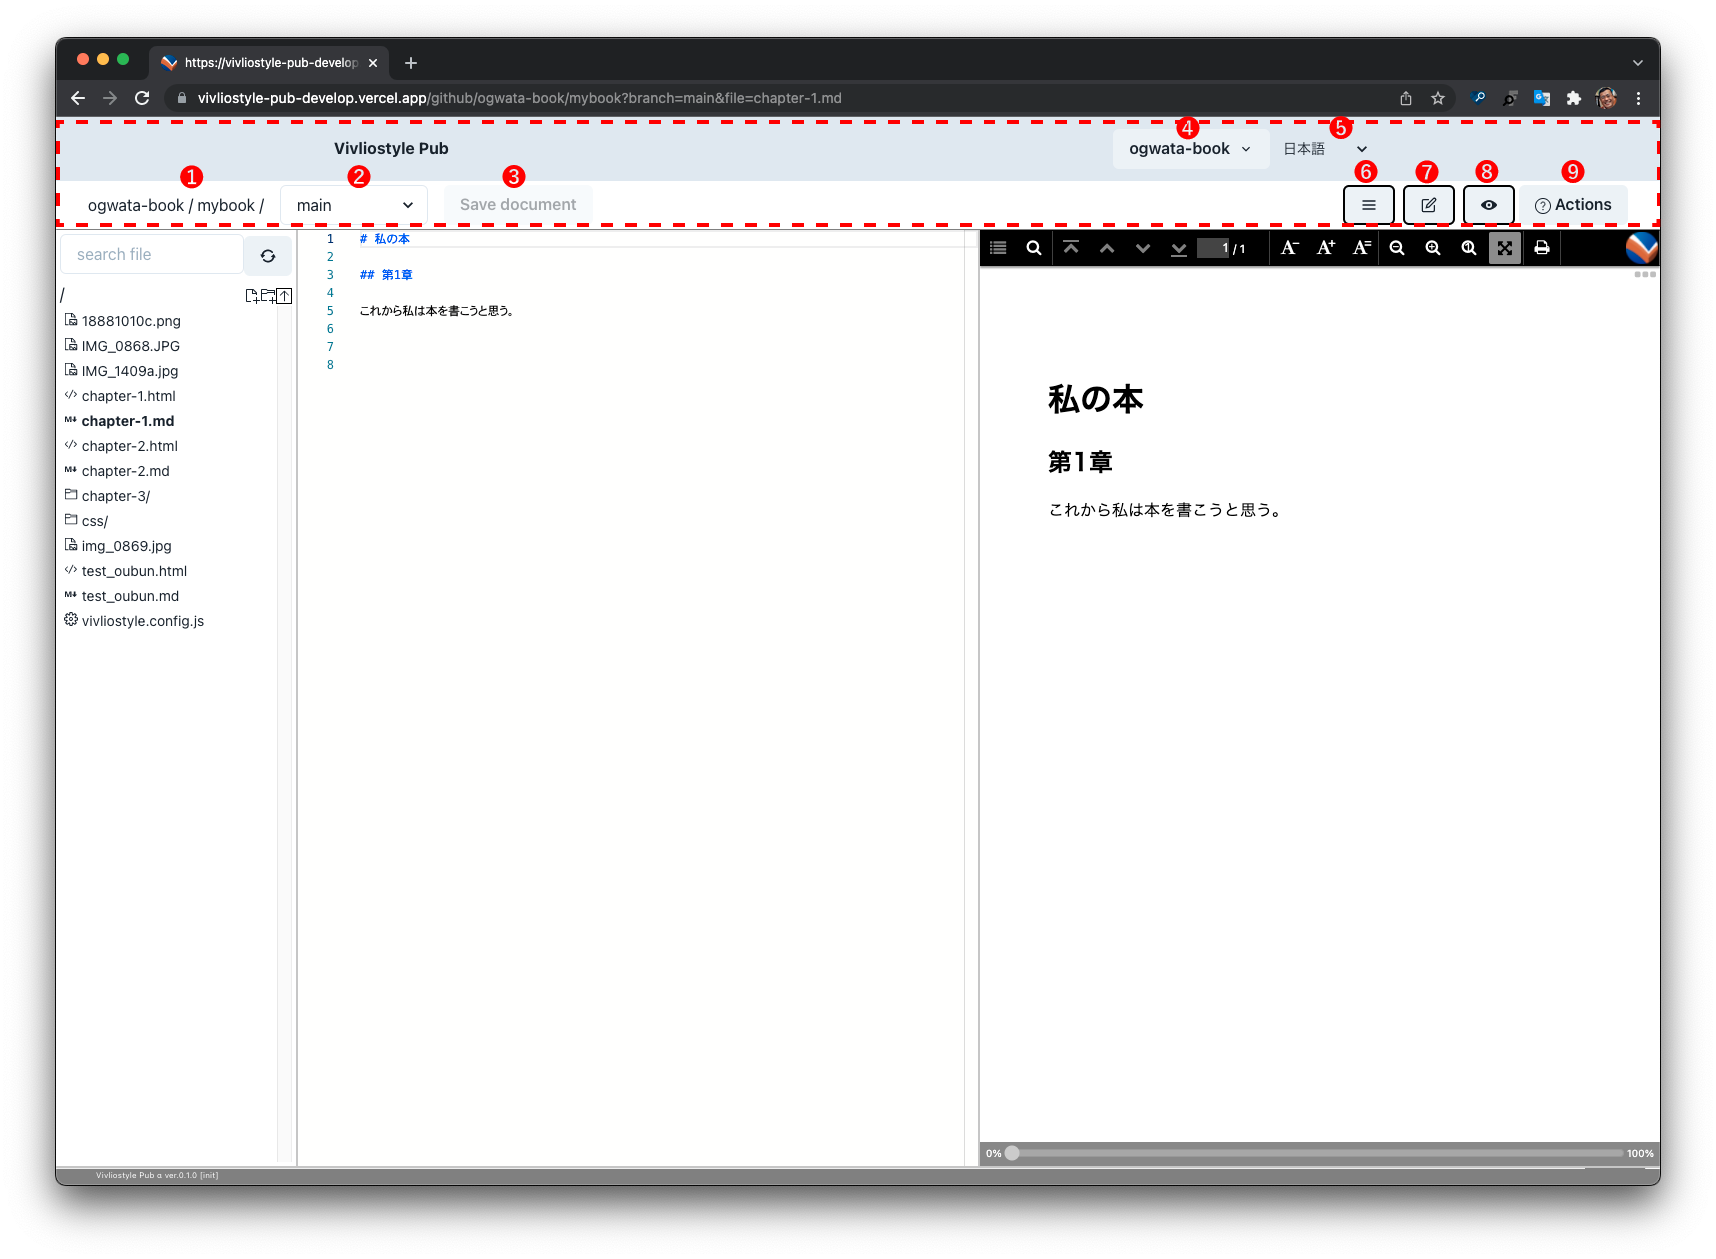 https://vivliostyle-pub-develop
vivliostyle-pub-develop.vercel.app/github/ogwata-book/mybook?branch=main&file=chapter-1.md
Vivliostyle Pub
4
ogwata-book
5
日本語
1
ogwata-book / mybook /
2
main
3
Save document
6
7
8
9
? Actions
search file
/
18881010c.png
IMG_0868.JPG
IMG_1409a.jpg
chapter-1.html
chapter-1.md
chapter-2.html
chapter-2.md
chapter-3/
css/
img_0869.jpg
test_oubun.html
test_oubun.md
vivliostyle.config.js
1 # 私の本
2
3 ## 第1章
4
5 これから私は本を書こうと思う。
6
7
8
1 / 1
A− A+ A=
私の本
第1章
これから私は本を書こうと思う。
0% 100%
Vivliostyle Pub α ver.0.1.0 [init]